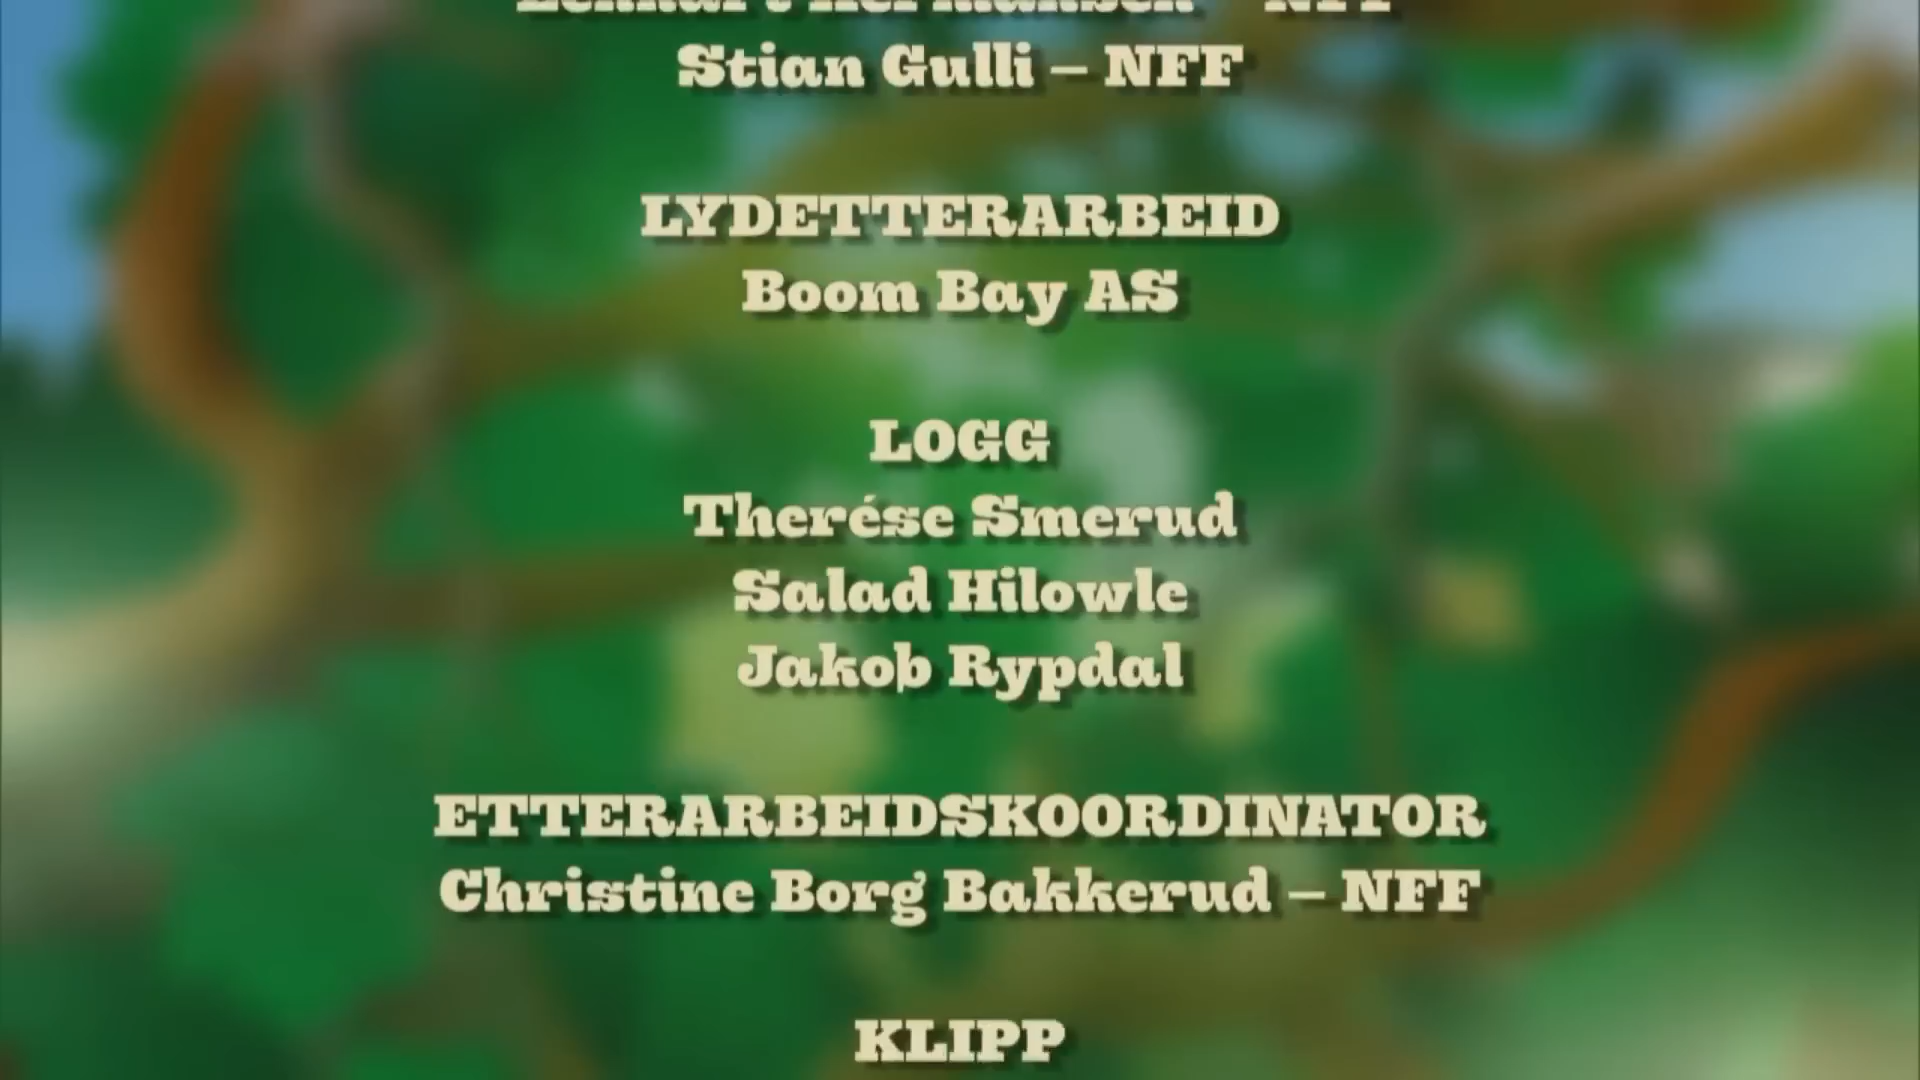 Stian Gulli – NFF
LYDETTERARBEID
Boom Bay AS
LOGG
Therése Smerud
Salad Hilowle
Jakob Rypdal
ETTERARBEIDSKOORDINATOR
Christine Borg Bakkerud – NFF
KLIPP